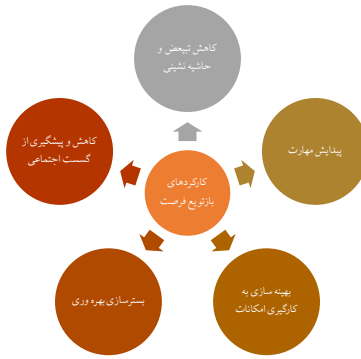 کاهش تبیعض و
حاشیه نشینی
پیدایش مهارت
بهینه سازی به
کارگیری امکانات
بسترسازی بهره وری
کاهش و پیشگیری از
گسست اجتماعی
کارکردهای
بازتوزیع فرصت